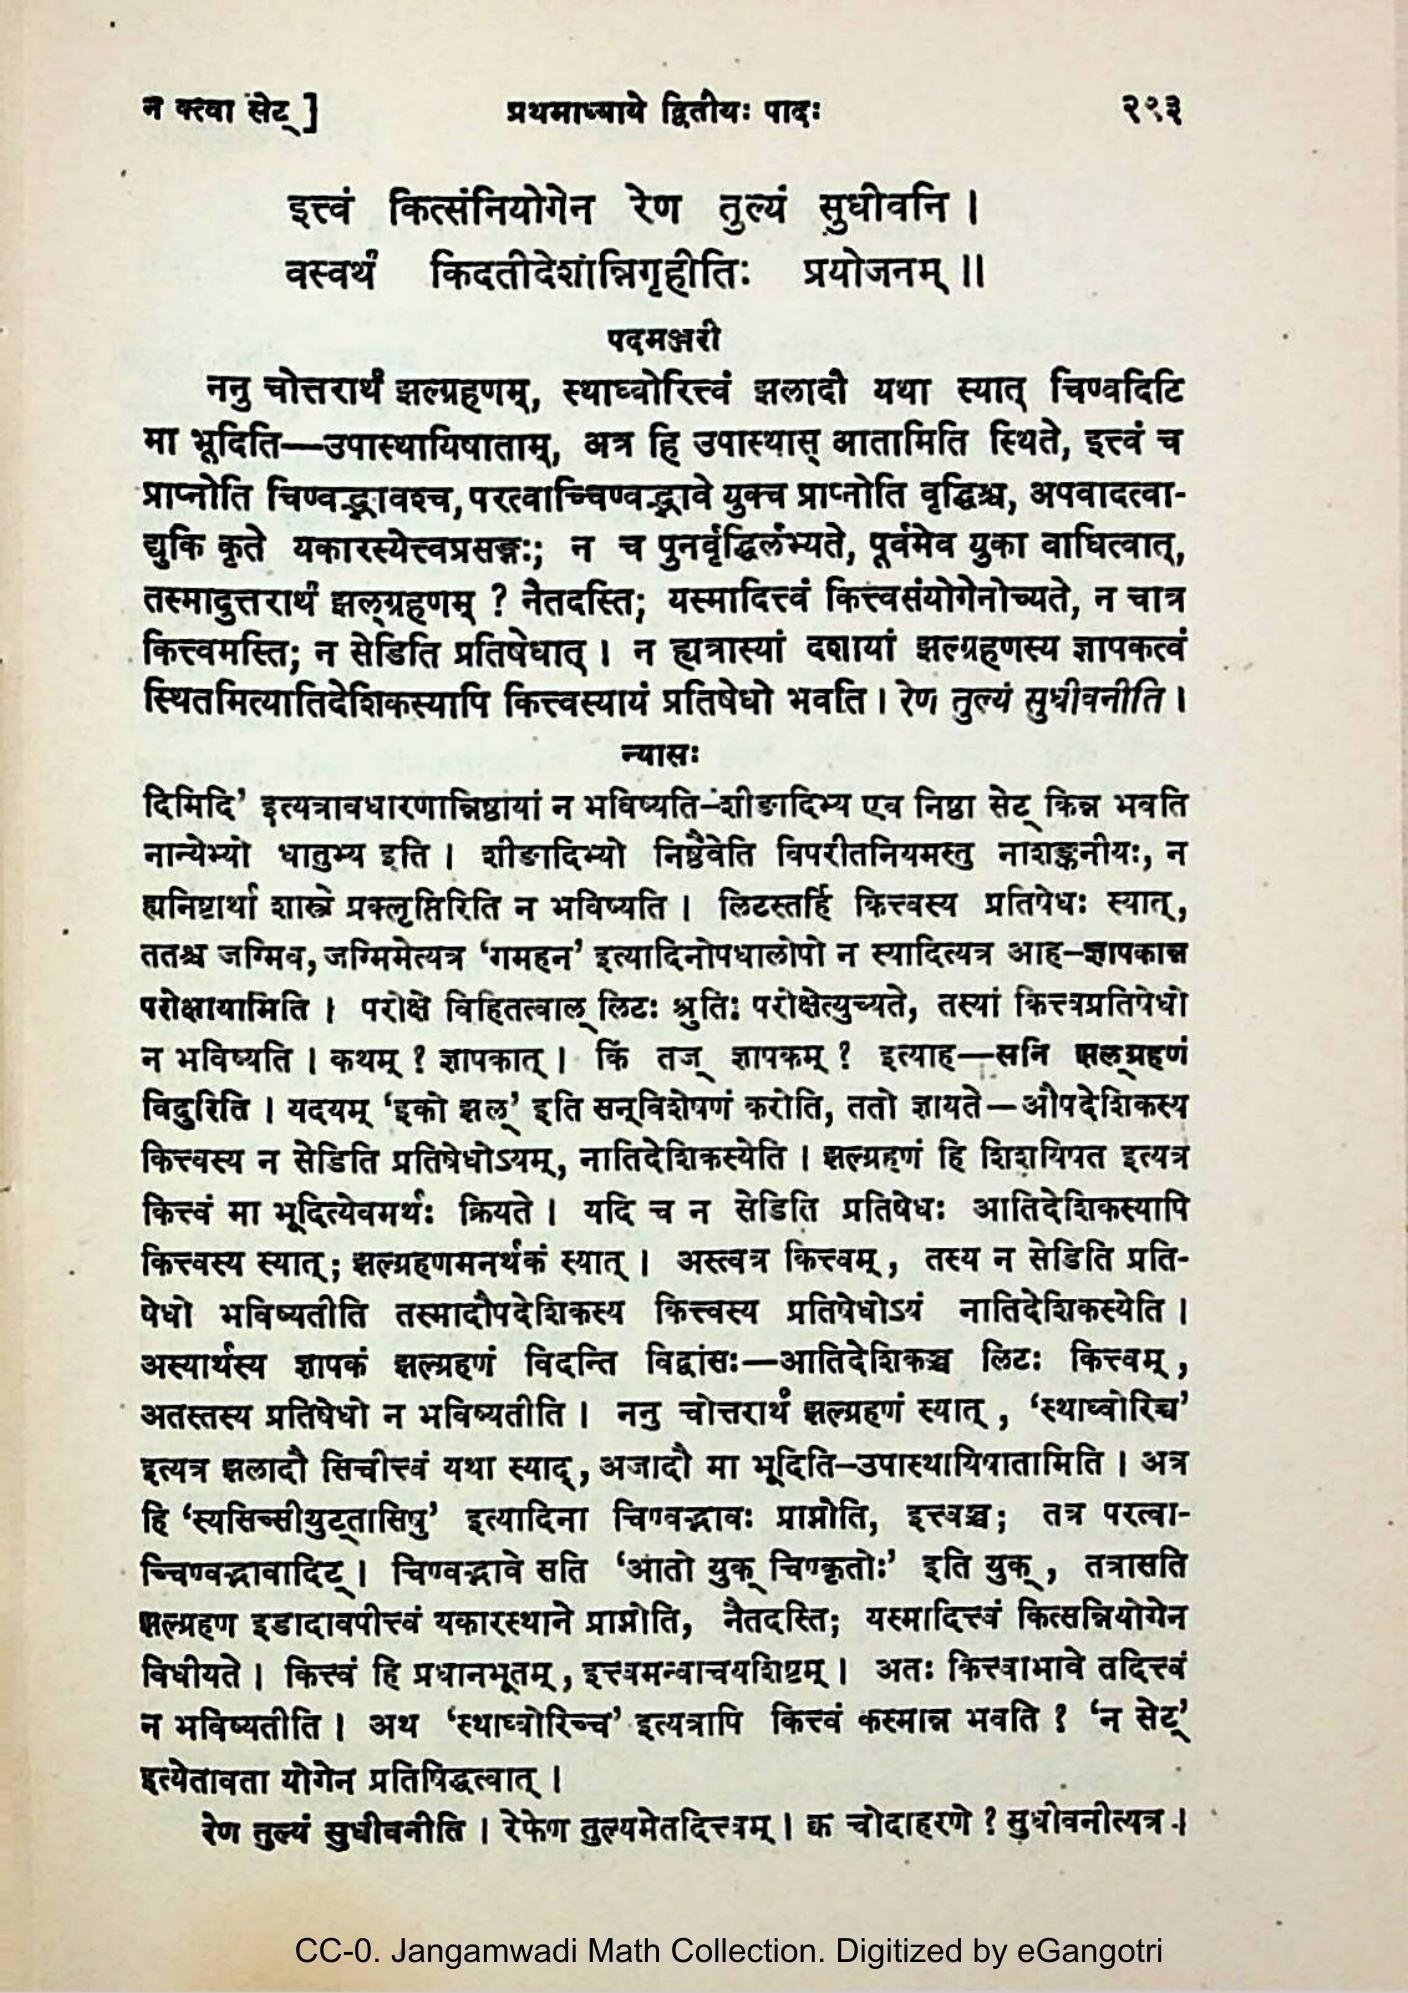 न क्त्वा सेट् ] प्रथमाध्याये द्वितीयः पादः २९३
इत्त्वं कित्संनियोगेन रेण तुल्यं सुधीवनि ।
वस्वर्थं किदतीदेशान्निगृहीतिः प्रयोजनम् ॥
पदमञ्जरी
ननु चोत्तरार्थं झल्ग्रहणम्, स्थाघ्वोरित्त्वं झलादौ यथा स्यात् चिण्वदिटि
मा भूदिति—उपास्थायिषाताम्, अत्र हि उपास्थास् आतामिति स्थिते, इत्त्वं च
प्राप्नोति चिण्वद्भावश्च, परत्वाच्चिण्वद्भावे युक्च प्राप्नोति वृद्धिश्च, अपवादत्वा-
द्युकि कृते यकारस्येत्त्वप्रसङ्गः; न च पुनर्वृद्धिर्लभ्यते, पूर्वमेव युका बाधित्वात्,
तस्मादुत्तरार्थं झल्ग्रहणम् ? नैतदस्ति; यस्मादित्त्वं कित्त्वसंयोगेनोच्यते, न चात्र
कित्त्वमस्ति; न सेडिति प्रतिषेधात् । न ह्यत्रास्यां दशायां झल्ग्रहणस्य ज्ञापकत्वं
स्थितमित्यातिदेशिकस्यापि कित्त्वस्यायं प्रतिषेधो भवति । रेण तुल्यं सुधीवनीति ।
न्यासः
दिमिदि’ इत्यत्रावधारणान्निष्ठायां न भविष्यति–शीङादिभ्य एव निष्ठा सेट् किन्न भवति
नान्येभ्यो धातुभ्य इति । शीङादिभ्यो निष्ठैवेति विपरीतनियमस्तु नाशङ्कनीयः, न
ह्यनिष्टार्था शास्त्रे प्रक्लृप्तिरिति न भविष्यति । लिटस्तर्हि कित्त्वस्य प्रतिषेधः स्यात्,
ततश्च जग्मिव, जग्मिमेत्यत्र ‘गमहन’ इत्यादिनोपधालोपो न स्यादित्यत्र आह–ज्ञापकान्न
परोक्षायामिति । परोक्षे विहितत्वाल् लिटः श्रुतिः परोक्षेत्युच्यते, तस्यां कित्त्वप्रतिषेधो
न भविष्यति । कथम् ? ज्ञापकात् । किं तज् ज्ञापकम् ? इत्याह—सनि झल्ग्रहणं
विदुरिति । यदयम् ‘इको झल्’ इति सन्विशेषणं करोति, ततो ज्ञायते—औपदेशिकस्य
कित्त्वस्य न सेडिति प्रतिषेधोऽयम्, नातिदेशिकस्येति । झल्ग्रहणं हि शिशयिषत इत्यत्र
कित्त्वं मा भूदित्येवमर्थः क्रियते । यदि च न सेडिति प्रतिषेधः आतिदेशिकस्यापि
कित्त्वस्य स्यात्; झल्ग्रहणमनर्थकं स्यात् । अस्त्वत्र कित्त्वम्, तस्य न सेडिति प्रति-
षेधो भविष्यतीति तस्मादौपदेशिकस्य कित्त्वस्य प्रतिषेधोऽयं नातिदेशिकस्येति ।
अस्यार्थस्य ज्ञापकं झल्ग्रहणं विदन्ति विद्वांसः—आतिदेशिकञ्च लिटः कित्त्वम्,
अतस्तस्य प्रतिषेधो न भविष्यतीति । ननु चोत्तरार्थं झल्ग्रहणं स्यात्, ‘स्थाघ्वोरिच्च’
इत्यत्र झलादौ सिचीत्त्वं यथा स्याद्, अजादौ मा भूदिति–उपास्थायिषातामिति । अत्र
हि ‘स्यसिच्सीयुट्तासिषु’ इत्यादिना चिण्वद्भावः प्राप्नोति, इत्त्वञ्च; तत्र परत्वा-
च्चिण्वद्भावादिट् । चिण्वद्भावे सति ‘आतो युक् चिण्कृतोः’ इति युक्, तत्रासति
झल्ग्रहण इडादावपीत्त्वं यकारस्थाने प्राप्नोति, नैतदस्ति; यस्मादित्त्वं कित्सन्नियोगेन
विधीयते । कित्त्वं हि प्रधानभूतम्, इत्त्वमन्वाचयशिष्टम् । अतः कित्त्वाभावे तदित्त्वं
न भविष्यतीति । अथ ‘स्थाघ्वोरिच्च’ इत्यत्रापि कित्त्वं कस्मान्न भवति ? ‘न सेट्’
इत्येतावता योगेन प्रतिषिद्धत्वात् ।
रेण तुल्यं सुधीवनीति । रेफेण तुल्यमेतदित्त्वम् । क्व चोदाहरणे ? सुधीवनीत्यत्र ।
CC-0. Jangamwadi Math Collection. Digitized by eGangotri